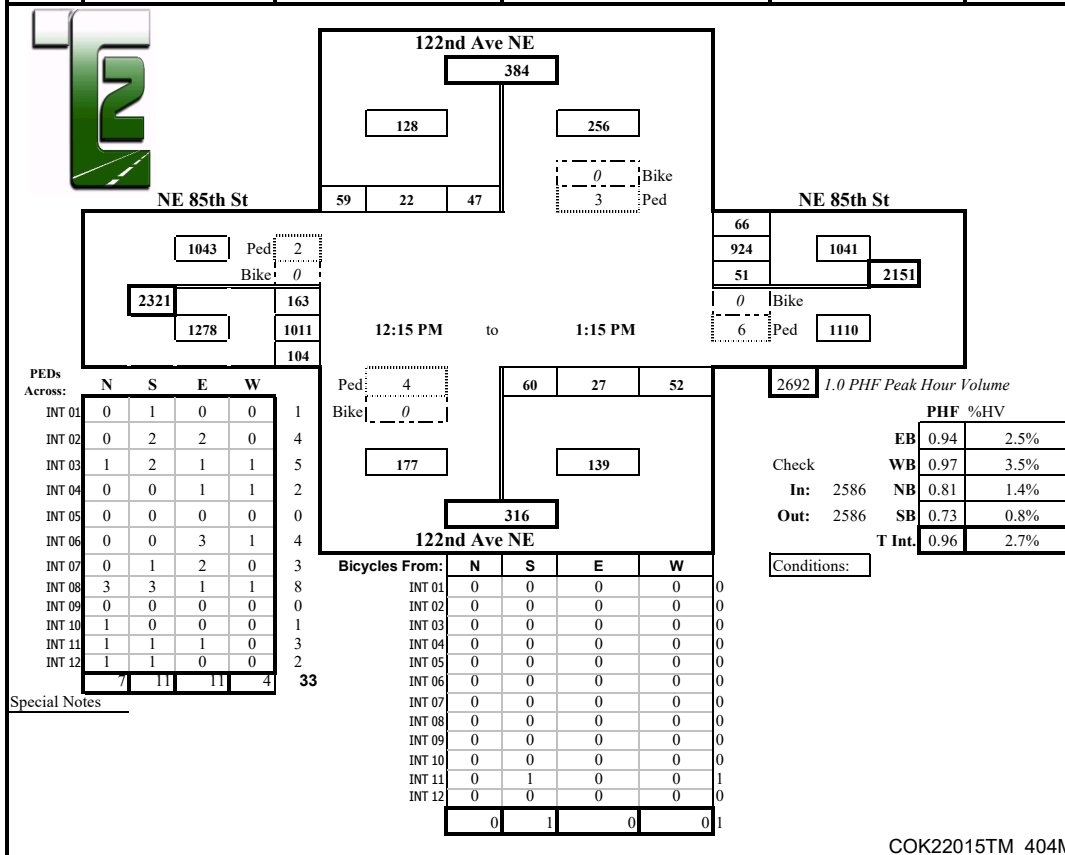 T2
122nd Ave NE
384
128 256
0 Bike
3 Ped
NE 85th St 59 22 47 NE 85th St
66
1043 Ped 2 924 1041
Bike 0 51 2151
2321 163 0 Bike
1278 1011 12:15 PM to 1:15 PM 6 Ped 1110
104
PEDs
Across: N S E W
INT 01 0 1 0 0 1
INT 02 0 2 2 0 4
INT 03 1 2 1 1 5
INT 04 0 0 1 1 2
INT 05 0 0 0 0 0
INT 06 0 0 3 1 4
INT 07 0 1 2 0 3
INT 08 3 3 1 1 8
INT 09 0 0 0 0 0
INT 10 1 0 0 0 1
INT 11 1 1 1 0 3
INT 12 1 1 0 0 2
7 11 11 4 33
Special Notes
Ped 4 60 27 52
Bike 0
177 139
316
122nd Ave NE
2692 1.0 PHF Peak Hour Volume
PHF %HV
EB 0.94 2.5%
Check WB 0.97 3.5%
In: 2586 NB 0.81 1.4%
Out: 2586 SB 0.73 0.8%
T Int. 0.96 2.7%
Conditions:
Bicycles From: N S E W
INT 01 0 0 0 0 0
INT 02 0 0 0 0 0
INT 03 0 0 0 0 0
INT 04 0 0 0 0 0
INT 05 0 0 0 0 0
INT 06 0 0 0 0 0
INT 07 0 0 0 0 0
INT 08 0 0 0 0 0
INT 09 0 0 0 0 0
INT 10 0 0 0 0 0
INT 11 0 1 0 0 1
INT 12 0 0 0 0 0
0 1 0 0 1
COK22015TM_404M